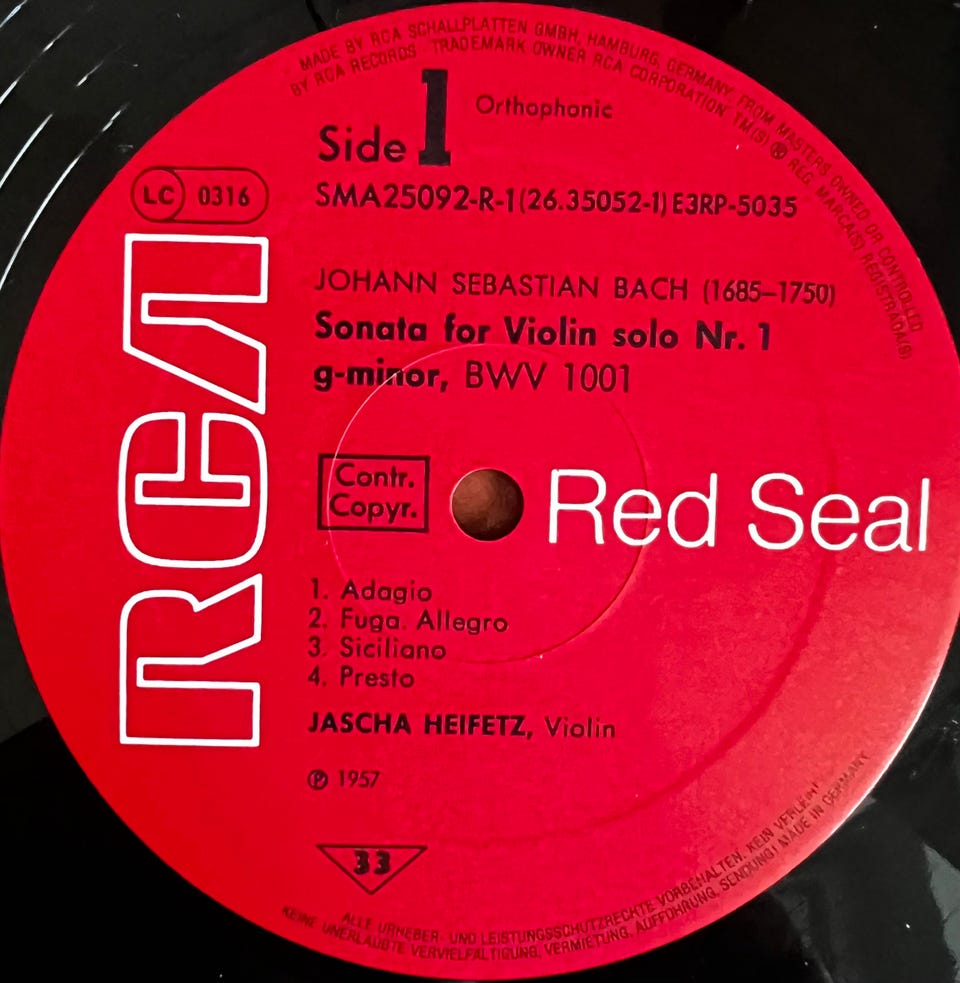 MADE BY RCA SCHALLPLATTEN GMBH, HAMBURG, GERMANY, FROM MASTERS OWNED OR CONTROLLED
BY RCA RECORDS TRADEMARK OWNER RCA CORPORATION TM(S) ® REG. MARCA(S) REGISTRADA(S)
Side 1
Orthophonic
LC 0316
SMA25092-R-1(26.35052-1) E3RP-5035
RCA
JOHANN SEBASTIAN BACH (1685–1750)
Sonata for Violin solo Nr. 1
g-minor, BWV 1001
Contr.
Copyr.
Red Seal
1. Adagio
2. Fuga. Allegro
3. Siciliano
4. Presto
JASCHA HEIFETZ, Violin
℗ 1957
33
ALLE URHEBER- UND LEISTUNGSSCHUTZRECHTE VORBEHALTEN. KEIN VERLEIH!
KEINE UNERLAUBTE VERVIELFÄLTIGUNG, VERMIETUNG, AUFFÜHRUNG, SENDUNG! MADE IN GERMANY